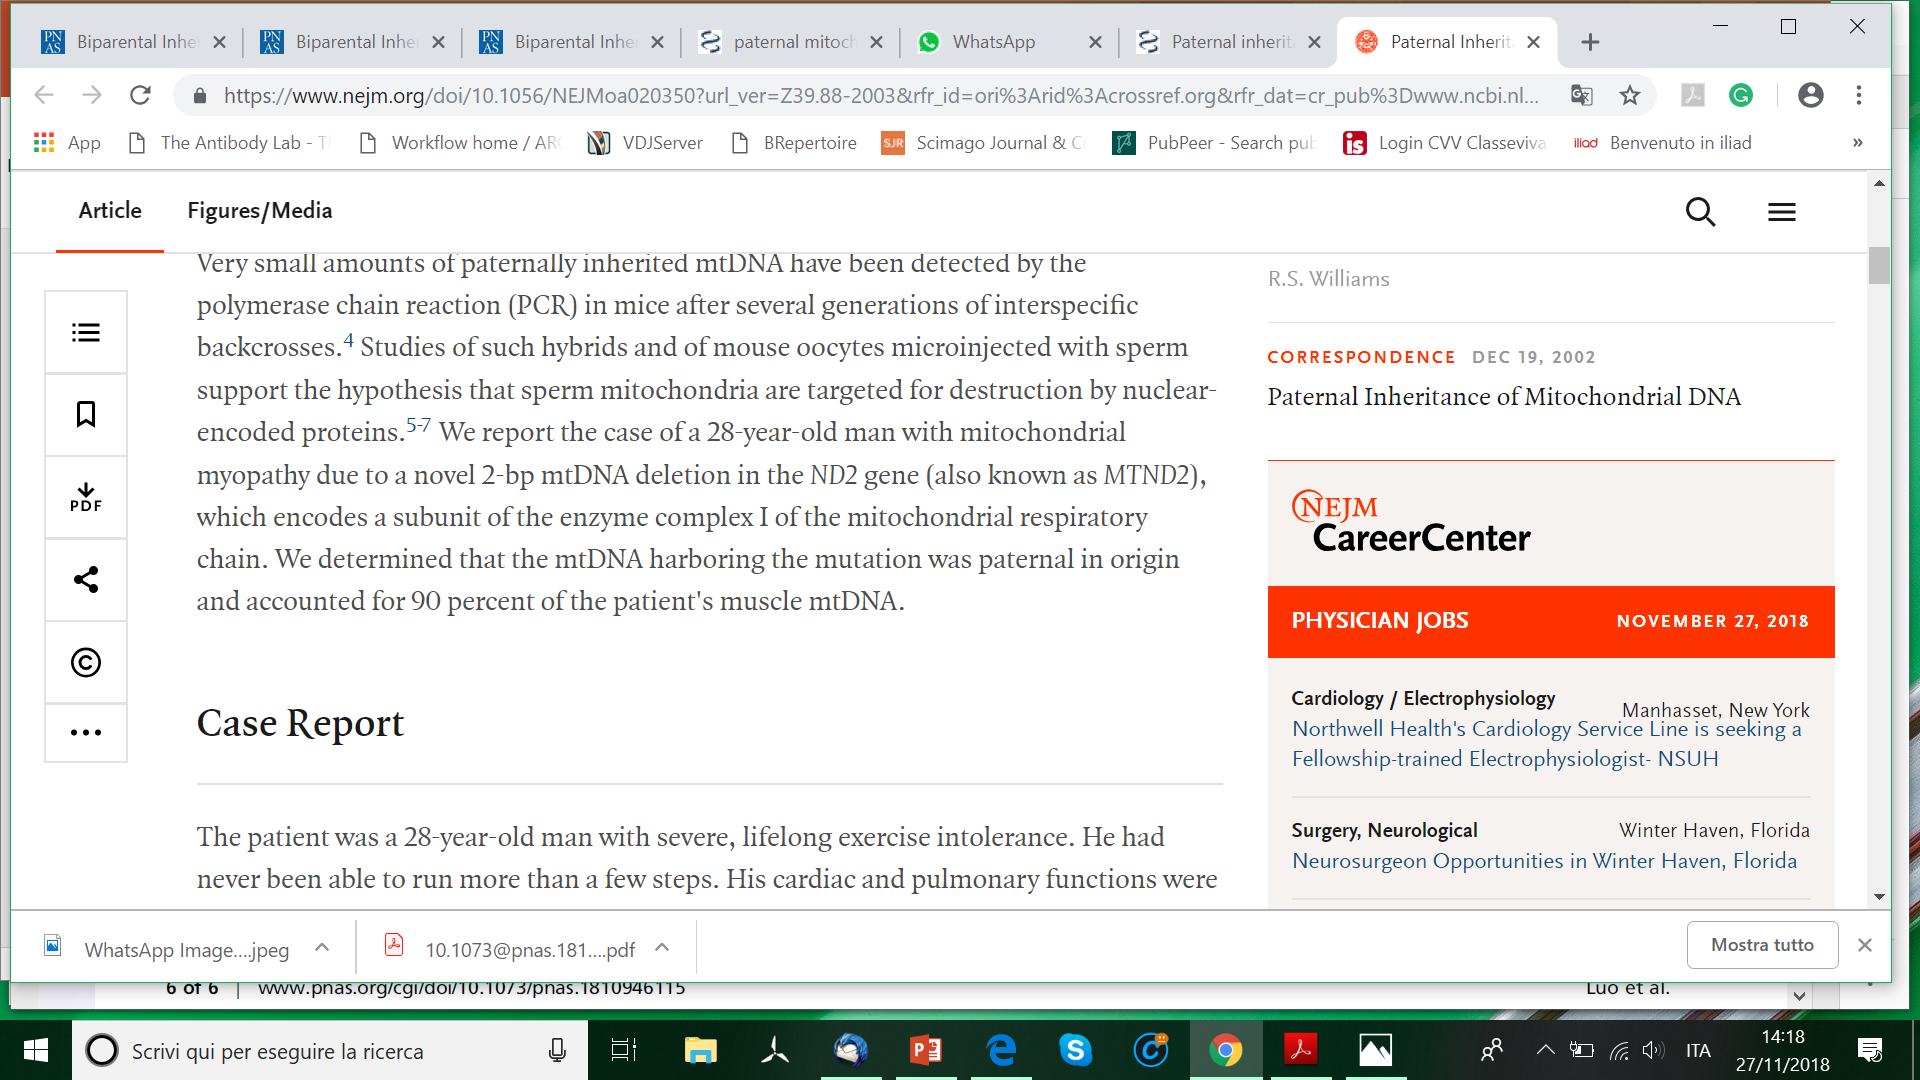 Biparental Inhe
Biparental Inhe
Biparental Inhe
paternal mitoch
WhatsApp
Paternal inherit
Paternal Inherit
https://www.nejm.org/doi/10.1056/NEJMoa020350?url_ver=Z39.88-2003&rfr_id=ori%3Arid%3Acrossref.org&rfr_dat=cr_pub%3Dwww.ncbi.nl...
App
The Antibody Lab - T
Workflow home / AR
VDJServer
BRepertoire
SJR
Scimago Journal & C
PubPeer - Search pub
is
Login CVV Classeviva
iliad
Benvenuto in iliad
»
Article
Figures/Media
Very small amounts of paternally inherited mtDNA have been detected by the
polymerase chain reaction (PCR) in mice after several generations of interspecific
backcrosses.4 Studies of such hybrids and of mouse oocytes microinjected with sperm
support the hypothesis that sperm mitochondria are targeted for destruction by nuclear-
encoded proteins.5-7 We report the case of a 28-year-old man with mitochondrial
myopathy due to a novel 2-bp mtDNA deletion in the ND2 gene (also known as MTND2),
which encodes a subunit of the enzyme complex I of the mitochondrial respiratory
chain. We determined that the mtDNA harboring the mutation was paternal in origin
and accounted for 90 percent of the patient's muscle mtDNA.
Case Report
The patient was a 28-year-old man with severe, lifelong exercise intolerance. He had
never been able to run more than a few steps. His cardiac and pulmonary functions were
PDF
R.S. Williams
CORRESPONDENCE DEC 19, 2002
Paternal Inheritance of Mitochondrial DNA
NEJM
CareerCenter
PHYSICIAN JOBS NOVEMBER 27, 2018
Cardiology / Electrophysiology
Manhasset, New York
Northwell Health's Cardiology Service Line is seeking a
Fellowship-trained Electrophysiologist- NSUH
Surgery, Neurological Winter Haven, Florida
Neurosurgeon Opportunities in Winter Haven, Florida
WhatsApp Image....jpeg
10.1073@pnas.181....pdf
Mostra tutto
6 of 6 | www.pnas.org/cgi/doi/10.1073/pnas.1810946115
Luo et al.
Scrivi qui per eseguire la ricerca
ITA
14:18
27/11/2018